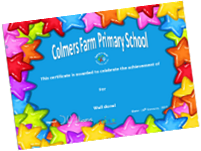 Colmers Farm Primary School
this certificate is awarded to celebrate the achievement of
For
Well done!